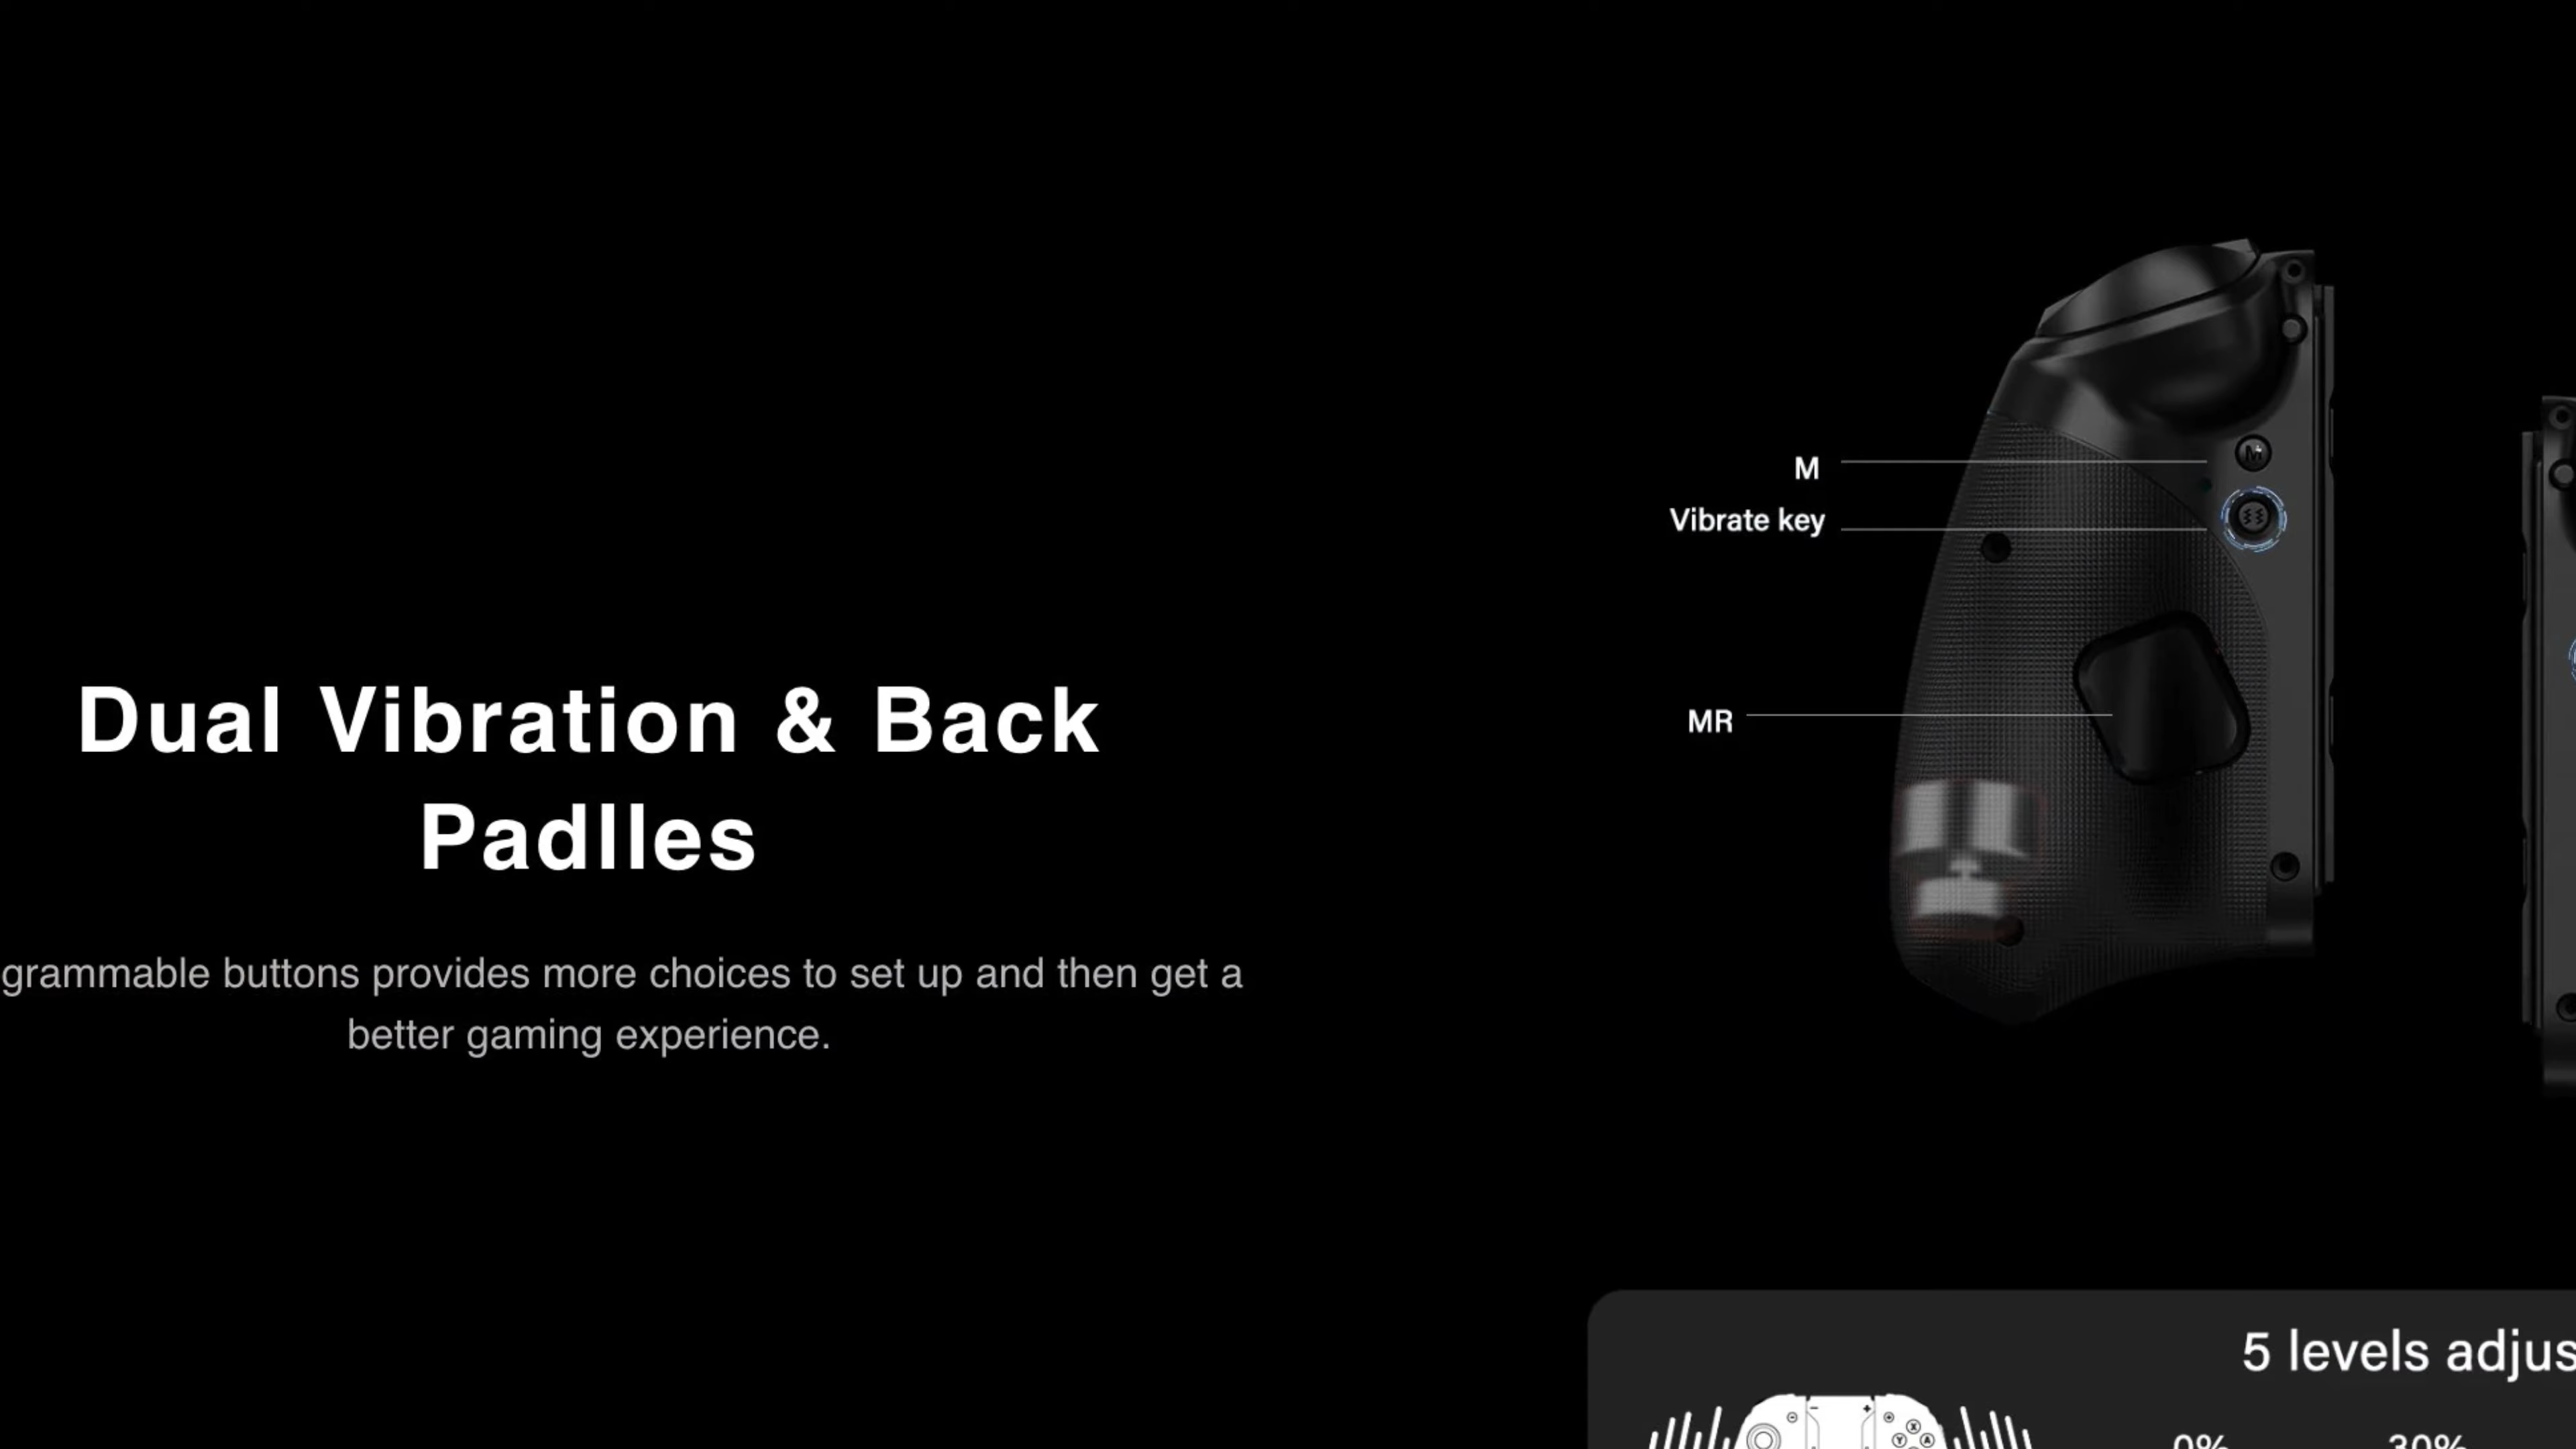 M
M
Vibrate key
MR
Dual Vibration & Back
Padlles
grammable buttons provides more choices to set up and then get a
better gaming experience.
5 levels adjus
X
Y A
0% 30%